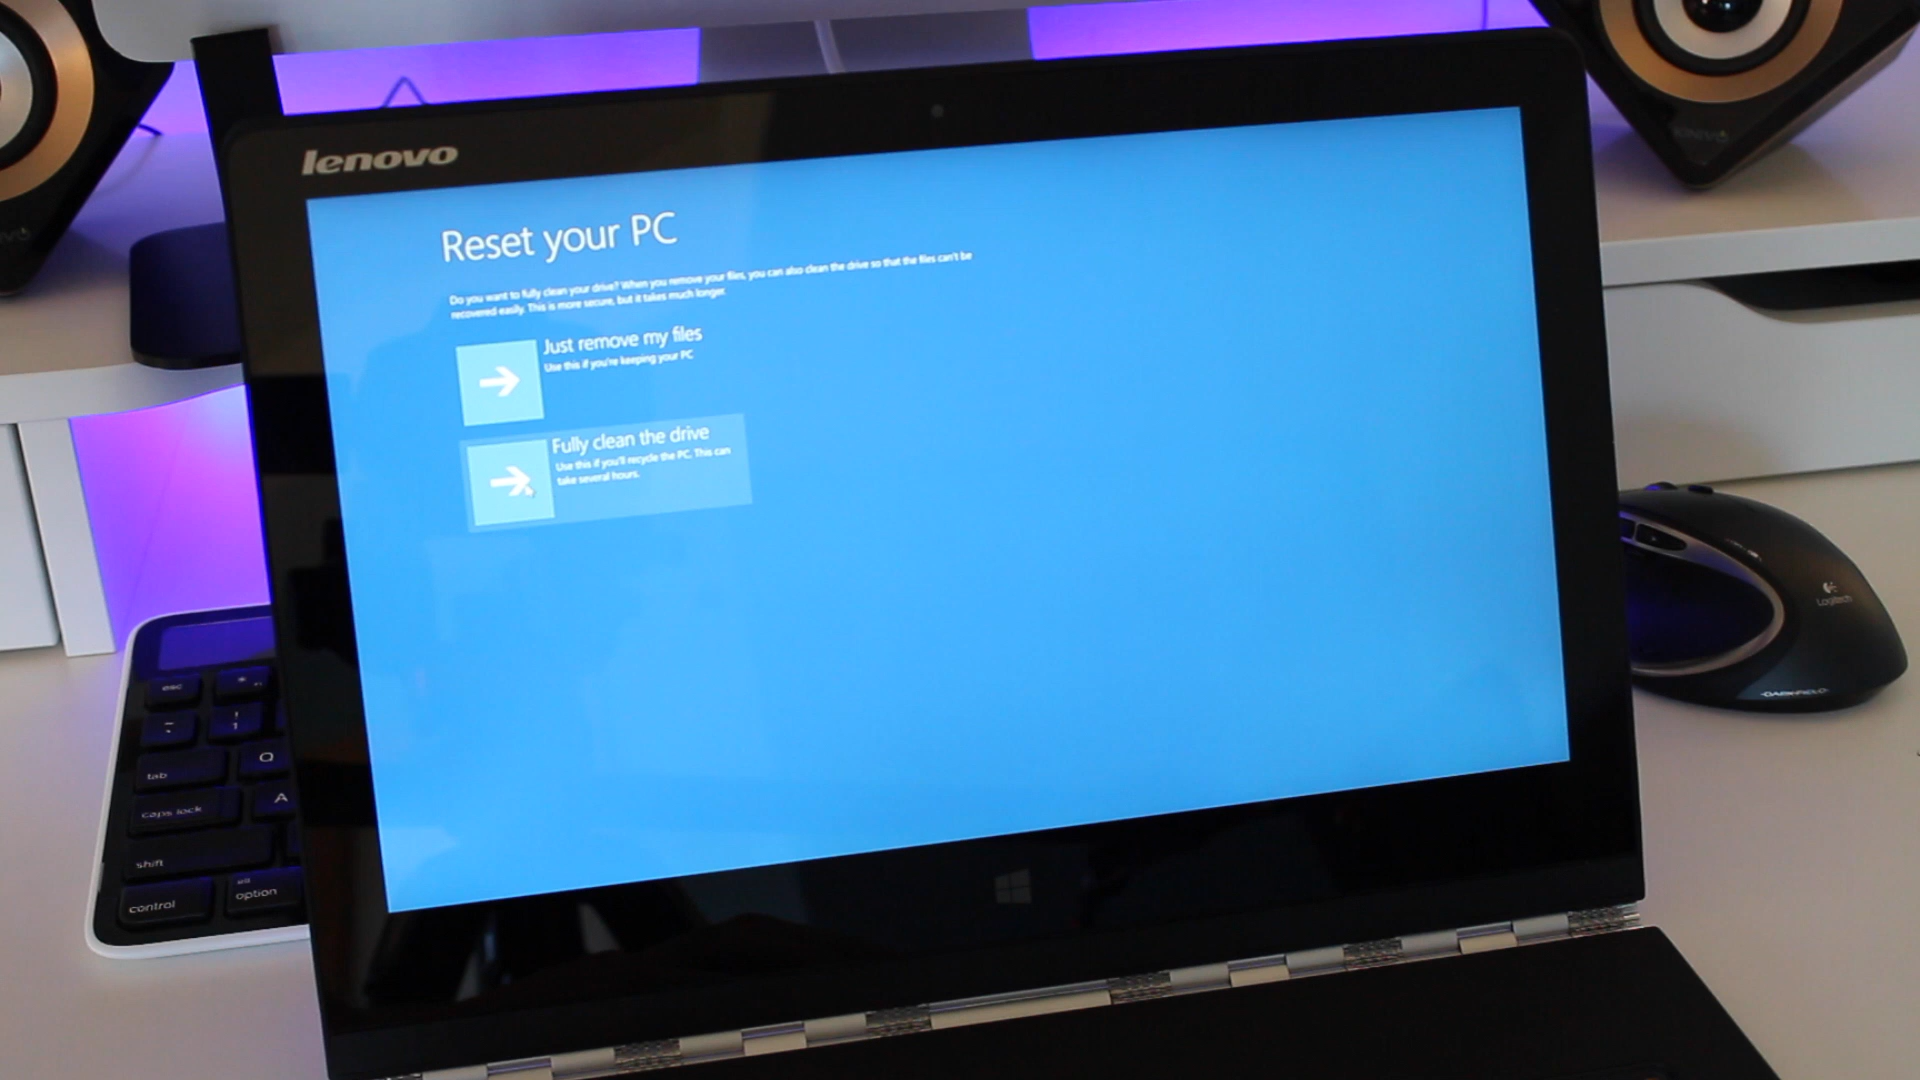 lenovo
Reset your PC
Do you want to fully clean your drive? When you remove your files, you can also clean the drive so that the files can't be
recovered easily. This is more secure, but it takes much longer.
Just remove my files
Use this if you're keeping your PC
Fully clean the drive
Use this if you'll recycle the PC. This can
take several hours.
esc
*
~
!
1
tab
Q
caps lock
A
shift
control
alt
option
Logitech
DARKFIELD